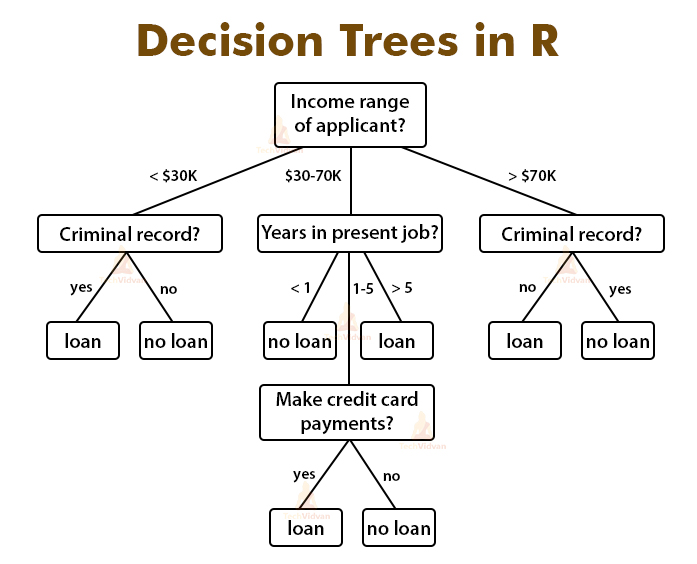 Decision Trees in R
Income range
of applicant?
< $30K
$30-70K
> $70K
Criminal record?
Years in present job?
Criminal record?
yes
no
< 1
1-5
> 5
no
yes
loan
no loan
no loan
loan
loan
no loan
Make credit card
payments?
yes
no
loan
no loan